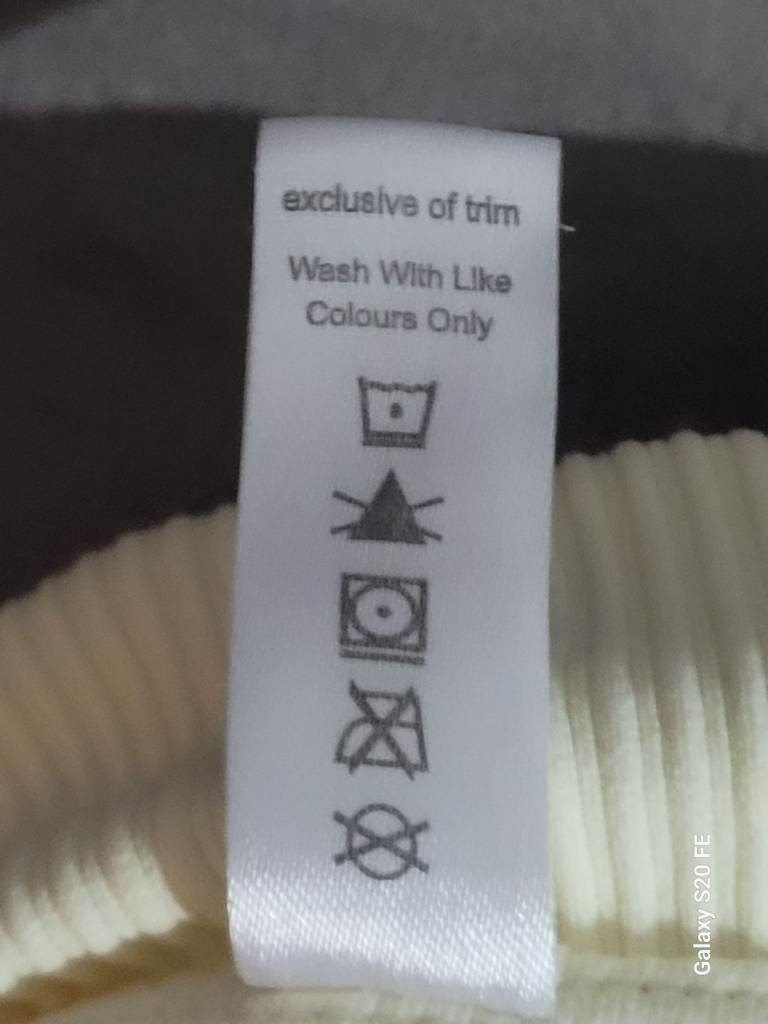 exclusive of trim
Wash With Like
Colours Only
Galaxy S20 FE